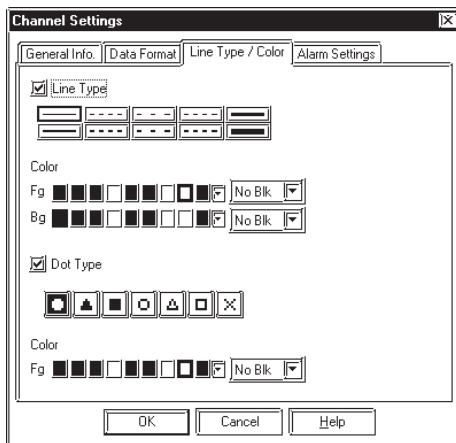 Channel Settings
General Info. Data Format Line Type / Color Alarm Settings
Line Type
Color
Fg No Blk
Bg No Blk
Dot Type
Color
Fg No Blk
OK Cancel Help